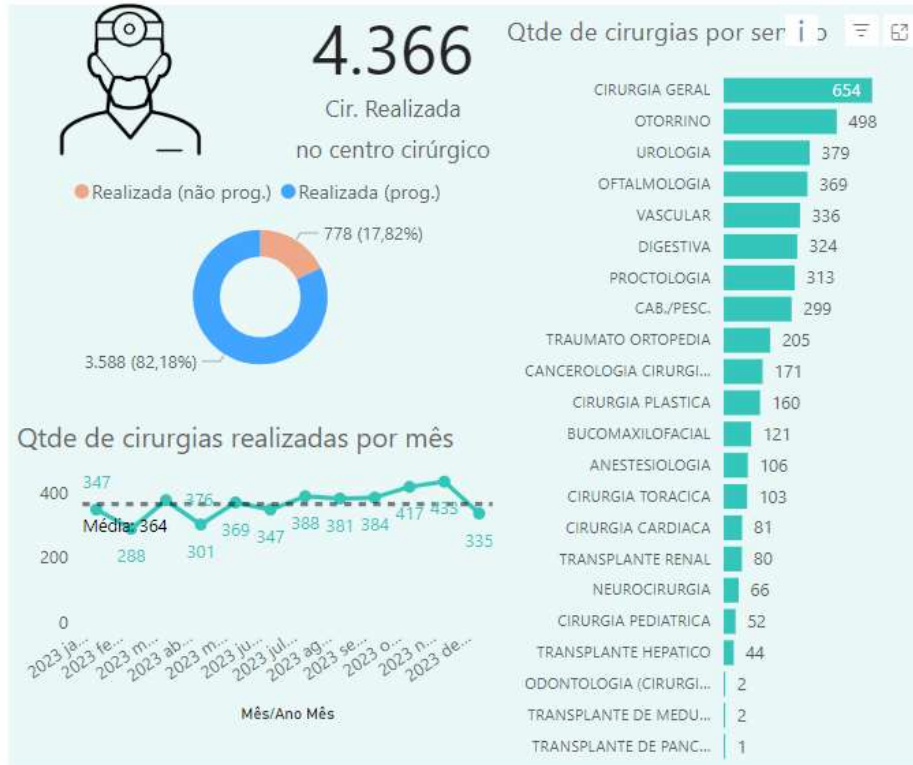 4.366
Cir. Realizada
no centro cirúrgico
Realizada (não prog.) Realizada (prog.)
778 (17,82%)
3.588 (82,18%)
Qtde de cirurgias realizadas por mês
400
200
0
347
288
376
301
369
347
388
381
384
417
433
335
Média: 364
2023 ja...
2023 fe...
2023 m...
2023 ab...
2023 m...
2023 ju...
2023 jul...
2023 ag...
2023 se...
2023 o...
2023 n...
2023 de...
Mês/Ano Mês
Qtde de cirurgias por
CIRURGIA GERAL 654
OTORRINO 498
UROLOGIA 379
OFTALMOLOGIA 369
VASCULAR 336
DIGESTIVA 324
PROCTOLOGIA 313
CAB./PESC. 299
TRAUMATO ORTOPEDIA 205
CANCEROLOGIA CIRURGI... 171
CIRURGIA PLASTICA 160
BUCOMAXILOFACIAL 121
ANESTESIOLOGIA 106
CIRURGIA TORACICA 103
CIRURGIA CARDIACA 81
TRANSPLANTE RENAL 80
NEUROCIRURGIA 66
CIRURGIA PEDIATRICA 52
TRANSPLANTE HEPATICO 44
ODONTOLOGIA (CIRURGI... 2
TRANSPLANTE DE MEDU... 2
TRANSPLANTE DE PANC... 1